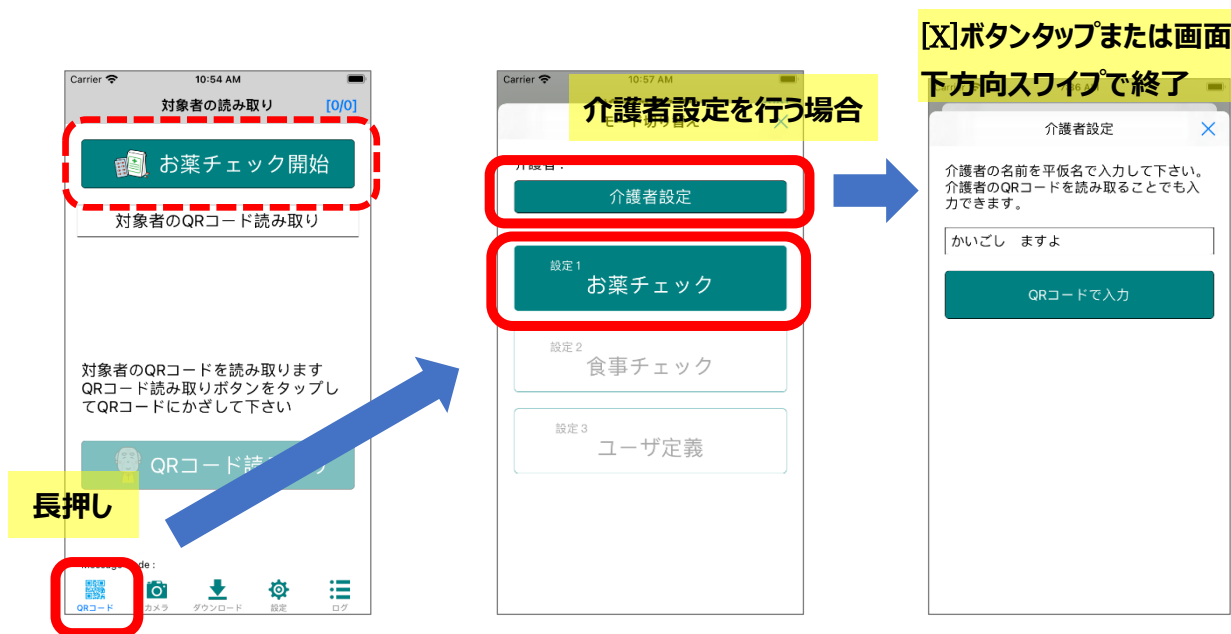 [X]ボタンタップまたは画面
下方向スワイプで終了
Carrier
10:54 AM
対象者の読み取り
[0/0]
お薬チェック開始
対象者のQRコード読み取り
対象者のQRコードを読み取ります
QRコード読み取りボタンをタップし
てQRコードにかざして下さい
QRコード読
長押し
de :
QRコード
カメラ
ダウンロード
設定
ログ
Carrier
10:57 AM
介護者設定を行う場合
モード切り替え
介護者 :
介護者設定
設定1
お薬チェック
設定2
食事チェック
設定3
ユーザ定義
介護者設定
介護者の名前を平仮名で入力して下さい。
介護者のQRコードを読み取ることでも入
力できます。
かいごし ますよ
QRコードで入力